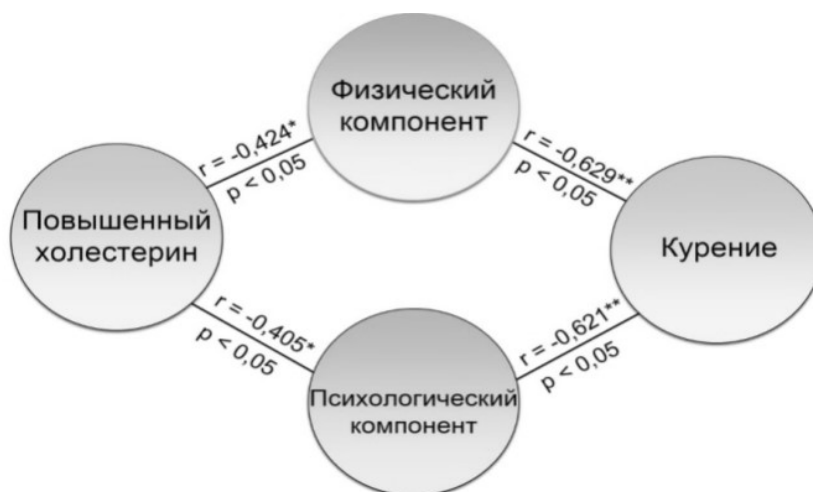 Физический
компонент
r = -0,424*
p < 0,05
r = -0,629**
p < 0,05
Повышенный
холестерин
Курение
r = -0,405*
p < 0,05
r = -0,621**
p < 0,05
Психологический
компонент